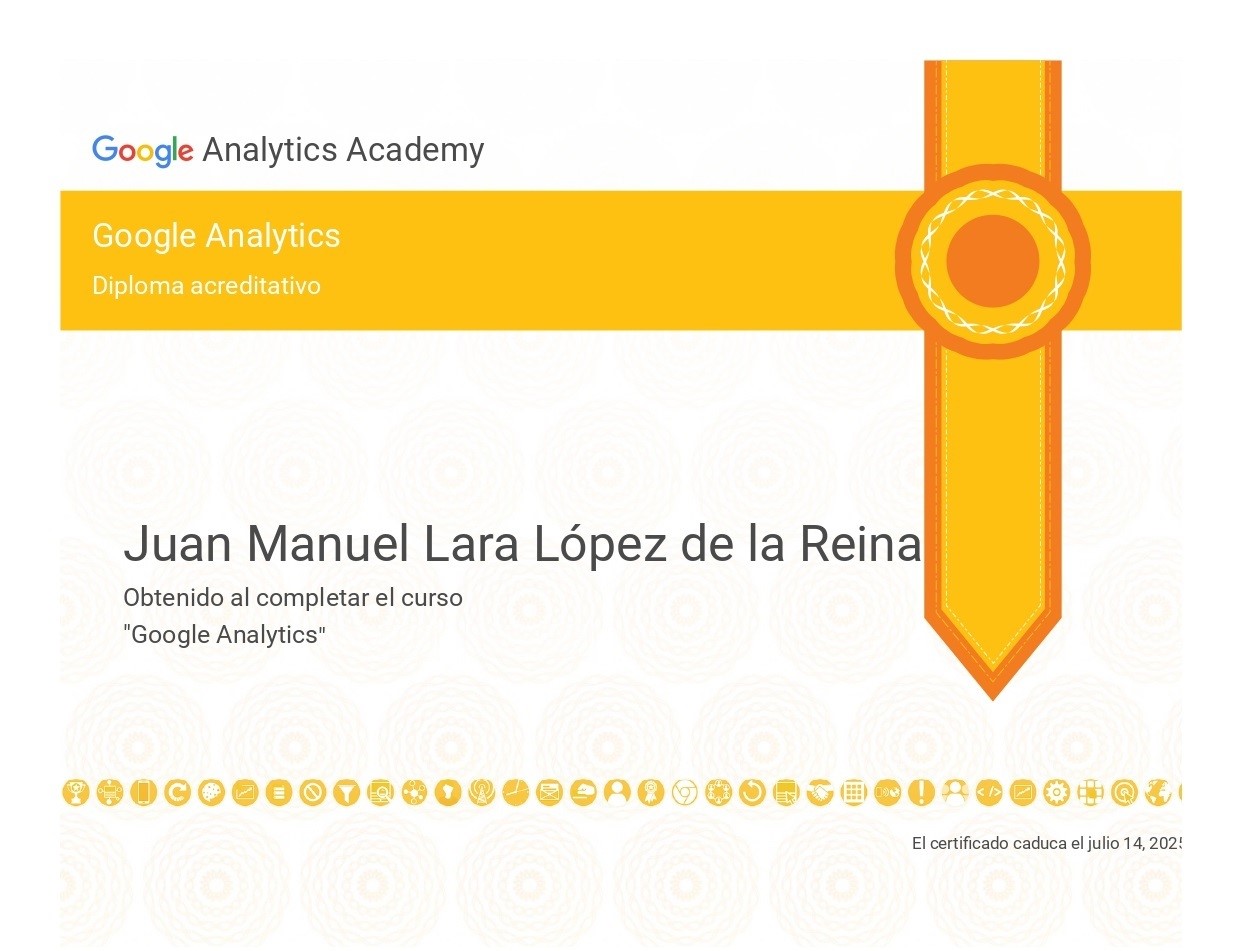 Google Analytics Academy
Google Analytics
Diploma acreditativo
Juan Manuel Lara López de la Reina
Obtenido al completar el curso
"Google Analytics"
El certificado caduca el julio 14, 2025